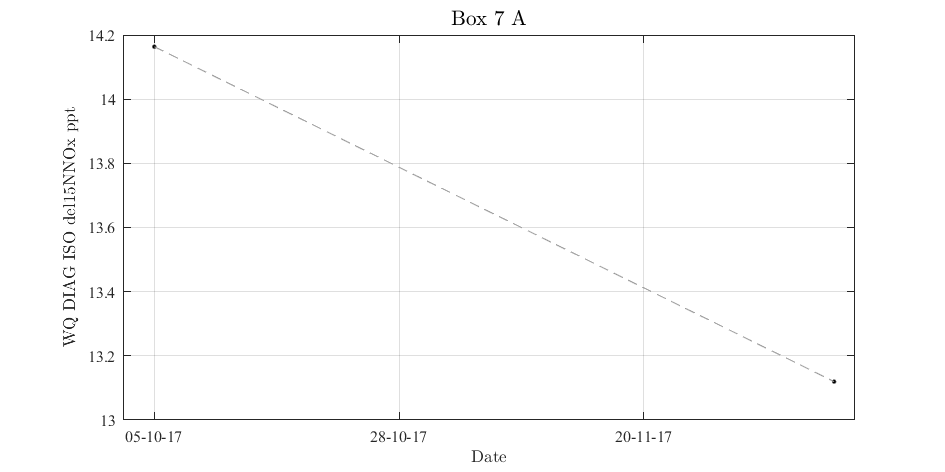 Box 7 A
WQ DIAG ISO del15NNOx ppt
14.2
14
13.8
13.6
13.4
13.2
13
05-10-17 28-10-17 20-11-17
Date